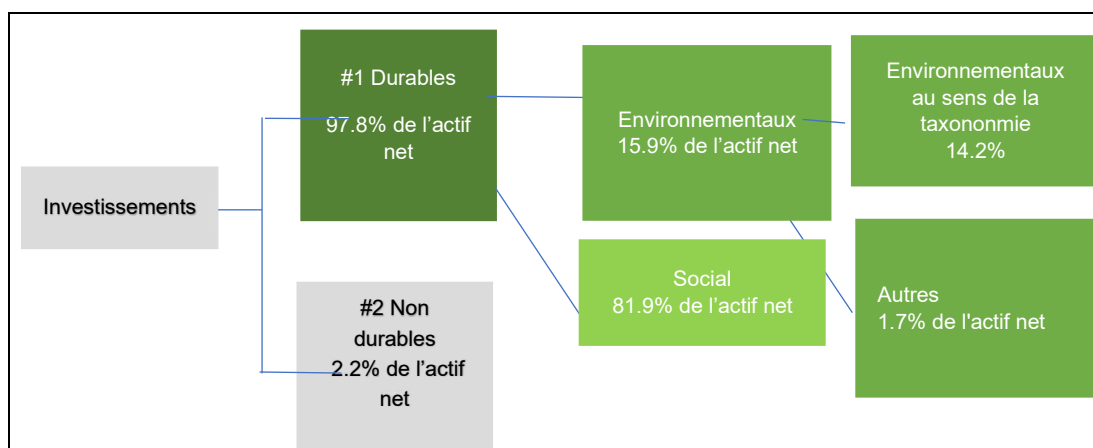 Investissements
#1 Durables
97.8% de l’actif
net
#2 Non
durables
2.2% de l’actif
net
Environnementaux
15.9% de l’actif net
Social
81.9% de l’actif net
Environnementaux
au sens de la
taxononmie
14.2%
Autres
1.7% de l'actif net